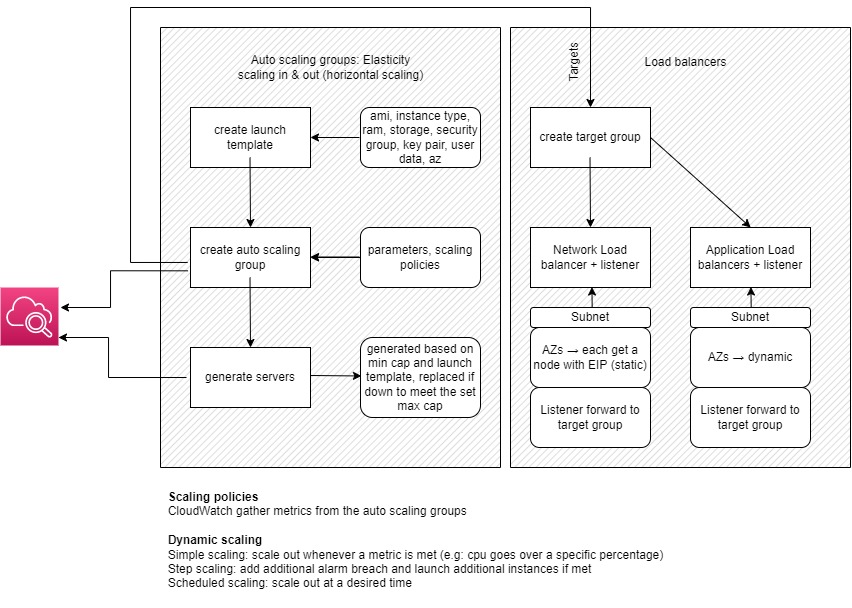 Auto scaling groups: Elasticity
scaling in & out (horizontal scaling)
create launch
template
ami, instance type,
ram, storage, security
group, key pair, user
data, az
create auto scaling
group
parameters, scaling
policies
generate servers
generated based on
min cap and launch
template, replaced if
down to meet the set
max cap
Targets
Load balancers
create target group
Network Load
balancer + listener
Application Load
balancers + listener
Subnet
AZs → each get a
node with EIP (static)
Listener forward to
target group
Subnet
AZs → dynamic
Listener forward to
target group
Scaling policies
CloudWatch gather metrics from the auto scaling groups
Dynamic scaling
Simple scaling: scale out whenever a metric is met (e.g: cpu goes over a specific percentage)
Step scaling: add additional alarm breach and launch additional instances if met
Scheduled scaling: scale out at a desired time